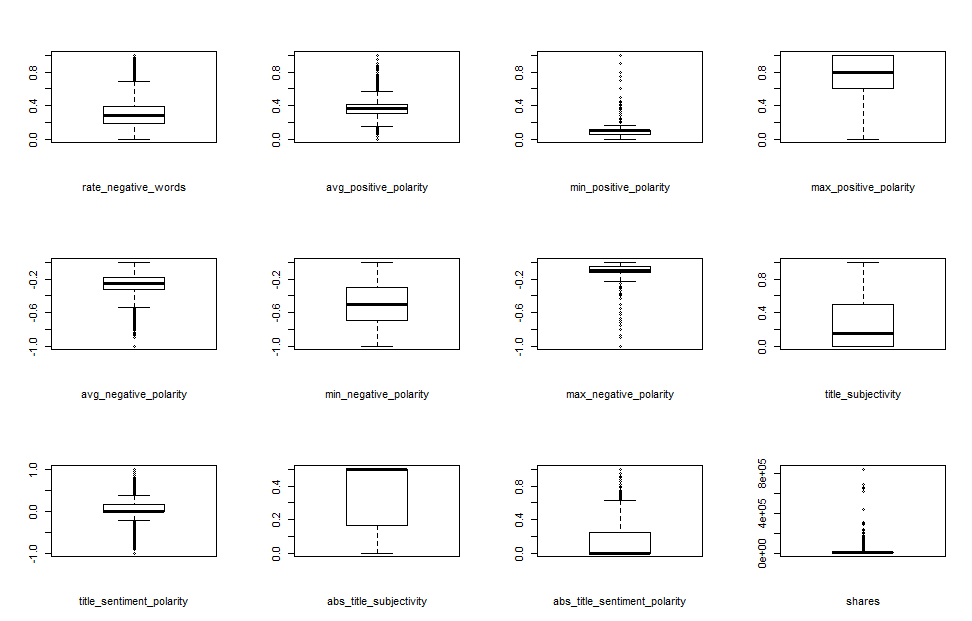 0.0 0.4 0.8
rate_negative_words
0.0 0.4 0.8
avg_positive_polarity
0.0 0.4 0.8
min_positive_polarity
0.0 0.4 0.8
max_positive_polarity
-1.0 -0.6 -0.2
avg_negative_polarity
-1.0 -0.6 -0.2
min_negative_polarity
-1.0 -0.6 -0.2
max_negative_polarity
0.0 0.4 0.8
title_subjectivity
-1.0 0.0 1.0
title_sentiment_polarity
0.0 0.2 0.4
abs_title_subjectivity
0.0 0.4 0.8
abs_title_sentiment_polarity
0e+00 4e+05 8e+05
shares